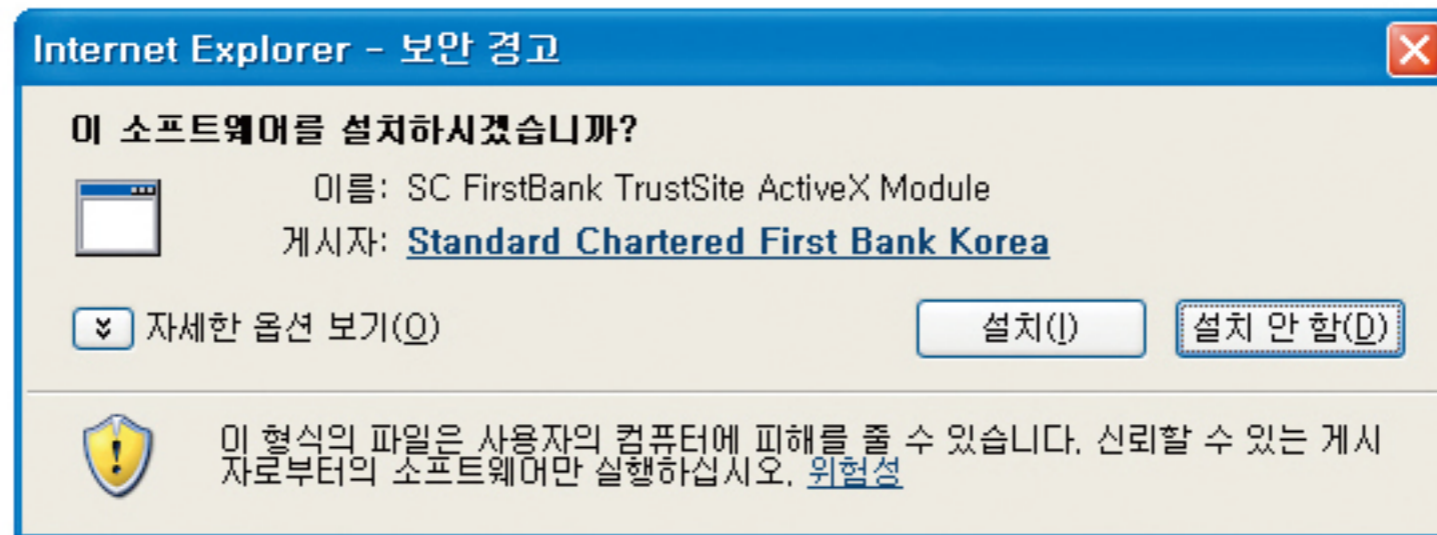 Internet Explorer - 보안 경고
이 소프트웨어를 설치하시겠습니까?
이름: SC FirstBank TrustSite ActiveX Module
게시자: Standard Chartered First Bank Korea
자세한 옵션 보기(O) 설치(I) 설치 안 함(D)
이 형식의 파일은 사용자의 컴퓨터에 피해를 줄 수 있습니다. 신뢰할 수 있는 게시
자로부터의 소프트웨어만 실행하십시오. 위험성